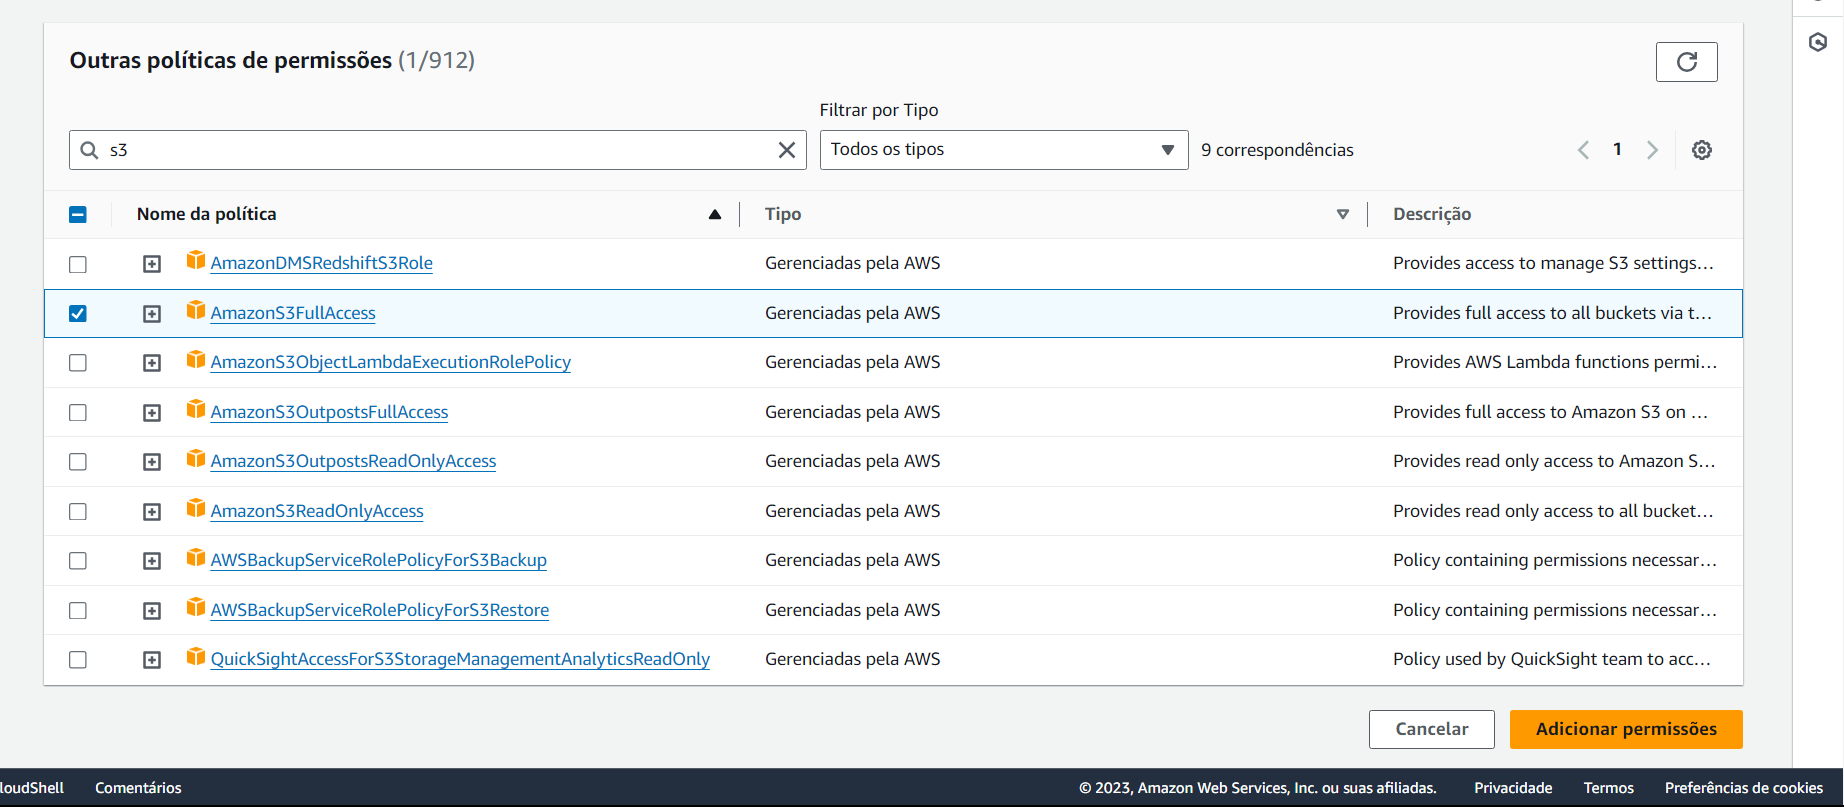 Outras políticas de permissões (1/912)
Filtrar por Tipo
s3
Todos os tipos
9 correspondências
1
Nome da política
Tipo
Descrição
AmazonDMSRedshiftS3Role Gerenciadas pela AWS Provides access to manage S3 settings...
AmazonS3FullAccess Gerenciadas pela AWS Provides full access to all buckets via t...
AmazonS3ObjectLambdaExecutionRolePolicy Gerenciadas pela AWS Provides AWS Lambda functions permi...
AmazonS3OutpostsFullAccess Gerenciadas pela AWS Provides full access to Amazon S3 on ...
AmazonS3OutpostsReadOnlyAccess Gerenciadas pela AWS Provides read only access to Amazon S...
AmazonS3ReadOnlyAccess Gerenciadas pela AWS Provides read only access to all bucket...
AWSBackupServiceRolePolicyForS3Backup Gerenciadas pela AWS Policy containing permissions necessar...
AWSBackupServiceRolePolicyForS3Restore Gerenciadas pela AWS Policy containing permissions necessar...
QuickSightAccessForS3StorageManagementAnalyticsReadOnly Gerenciadas pela AWS Policy used by QuickSight team to acc...
Cancelar
Adicionar permissões
loudShell
Comentários
© 2023, Amazon Web Services, Inc. ou suas afiliadas.
Privacidade
Termos
Preferências de cookies